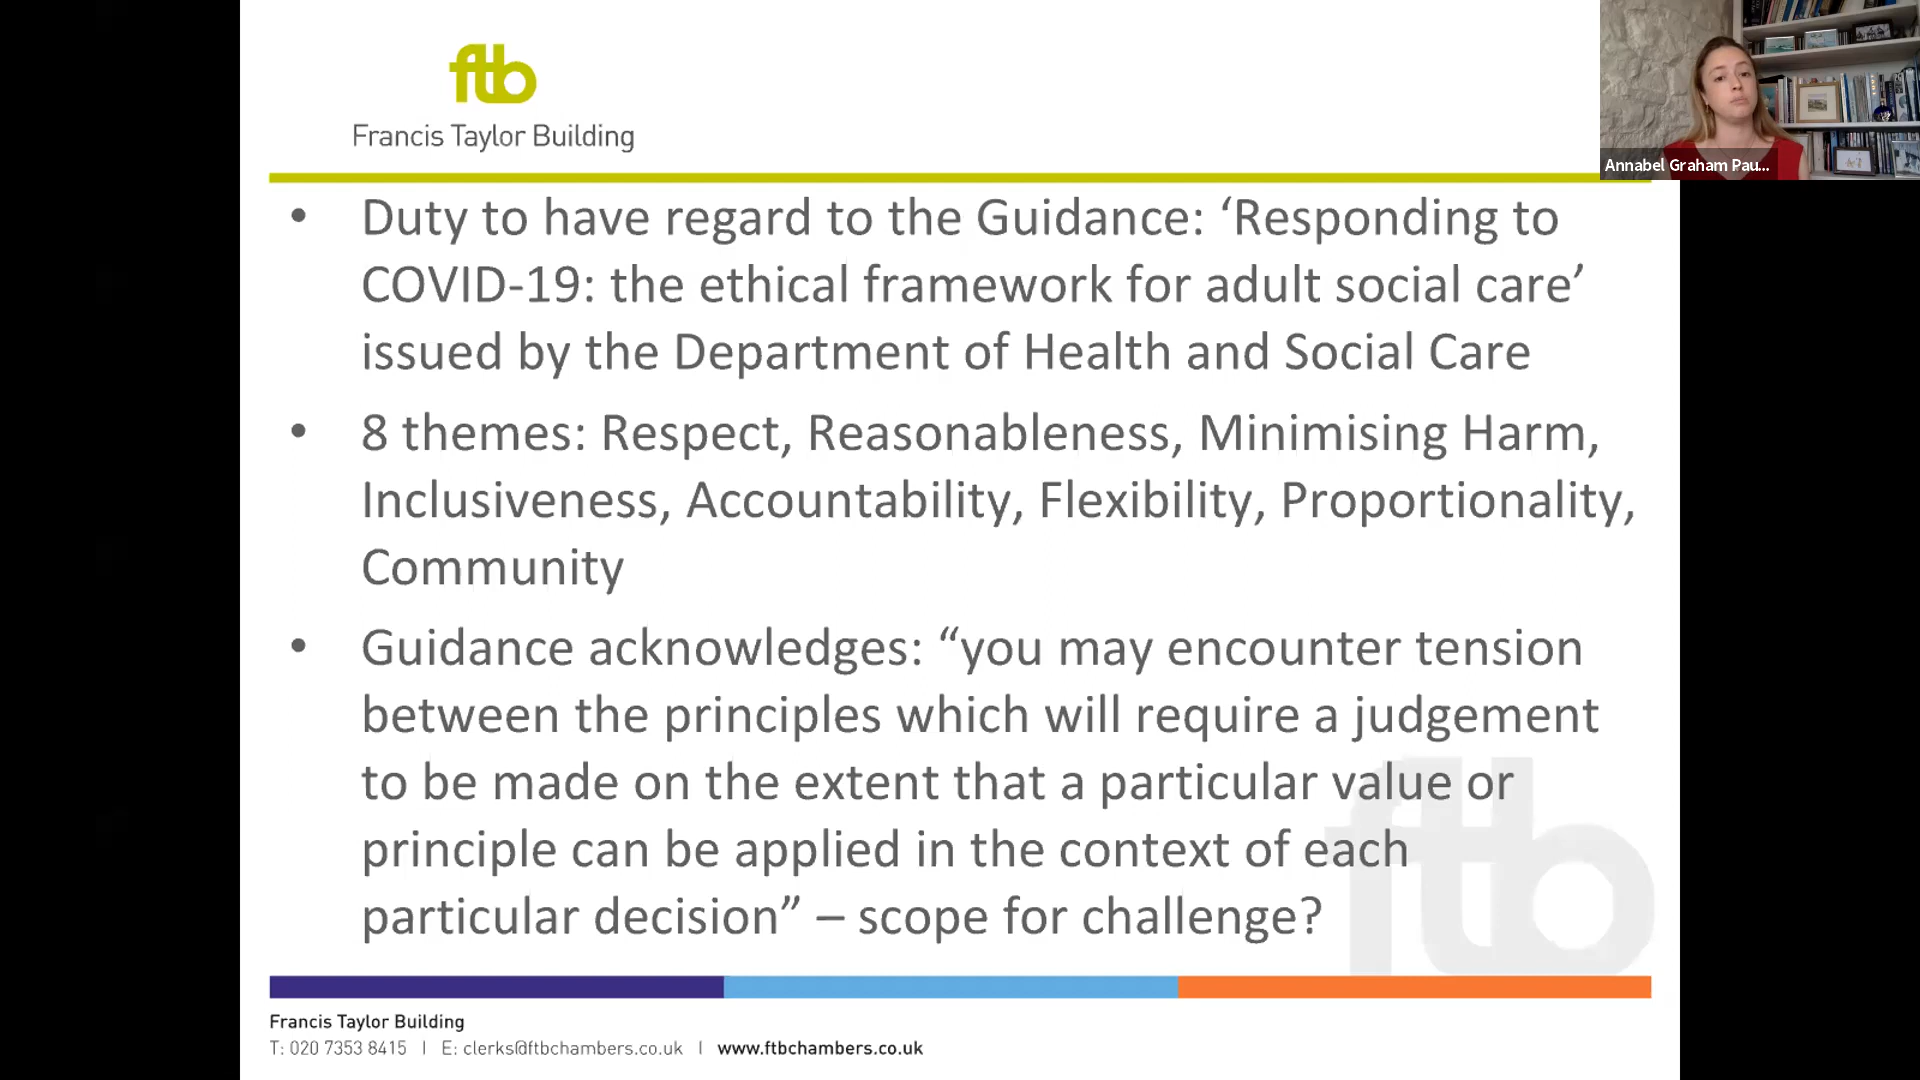 ftb
Francis Taylor Building
Annabel Graham Pau...
• Duty to have regard to the Guidance: ‘Responding to
COVID-19: the ethical framework for adult social care’
issued by the Department of Health and Social Care
• 8 themes: Respect, Reasonableness, Minimising Harm,
Inclusiveness, Accountability, Flexibility, Proportionality,
Community
• Guidance acknowledges: “you may encounter tension
between the principles which will require a judgement
to be made on the extent that a particular value or
principle can be applied in the context of each
particular decision” – scope for challenge?
ftb
Francis Taylor Building
T: 020 7353 8415 | E: clerks@ftbchambers.co.uk | www.ftbchambers.co.uk